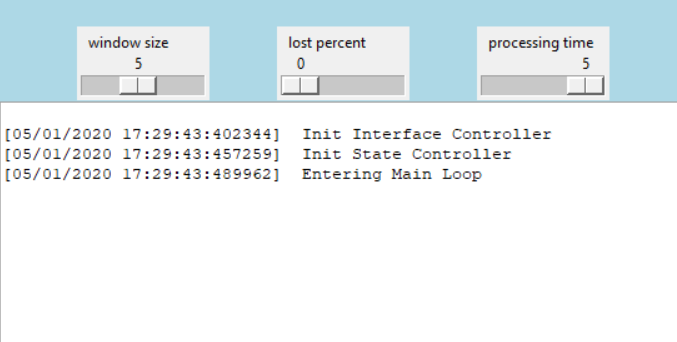 window size lost percent processing time
5 0 5
[05/01/2020 17:29:43:402344]  Init Interface Controller
[05/01/2020 17:29:43:457259]  Init State Controller
[05/01/2020 17:29:43:489962]  Entering Main Loop